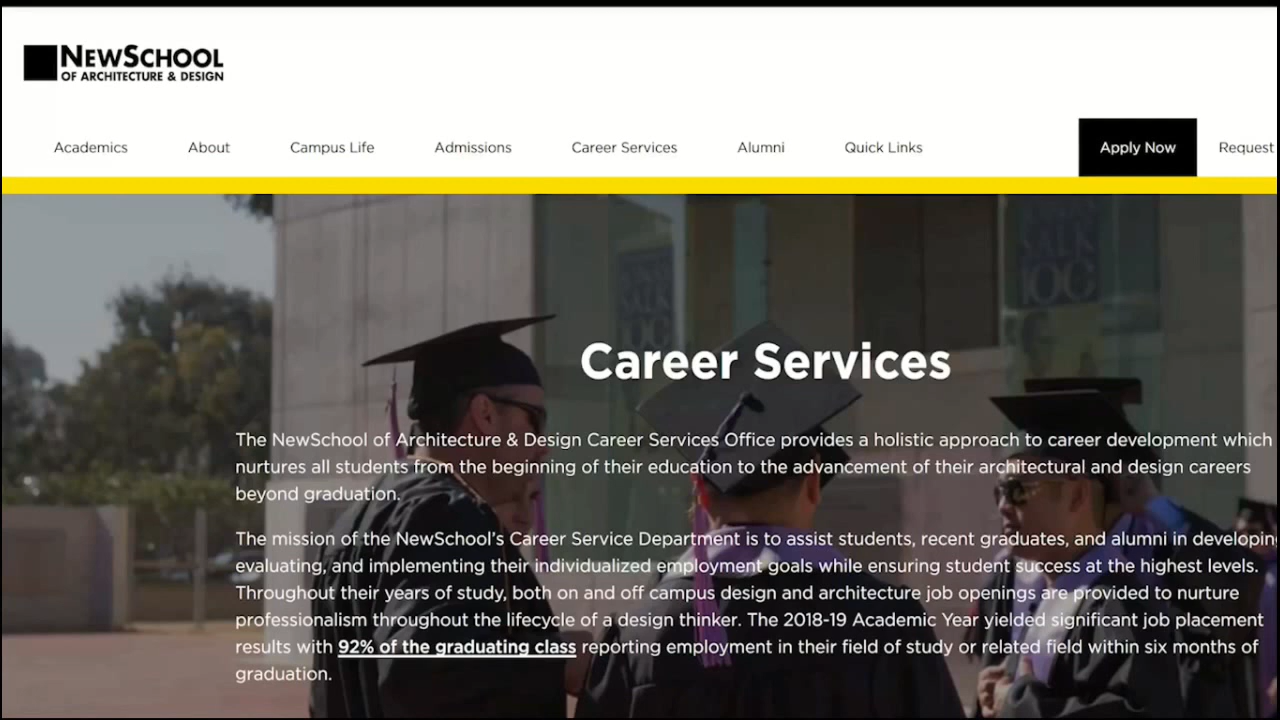 NEWSCHOOL
OF ARCHITECTURE & DESIGN
Academics About Campus Life Admissions Career Services Alumni Quick Links Apply Now Request
Career Services
The NewSchool of Architecture & Design Career Services Office provides a holistic approach to career development which
nurtures all students from the beginning of their education to the advancement of their architectural and design careers
beyond graduation.
The mission of the NewSchool's Career Service Department is to assist students, recent graduates, and alumni in developing
evaluating, and implementing their individualized employment goals while ensuring student success at the highest levels.
Throughout their years of study, both on and off campus design and architecture job openings are provided to nurture
professionalism throughout the lifecycle of a design thinker. The 2018-19 Academic Year yielded significant job placement
results with 92% of the graduating class reporting employment in their field of study or related field within six months of
graduation.